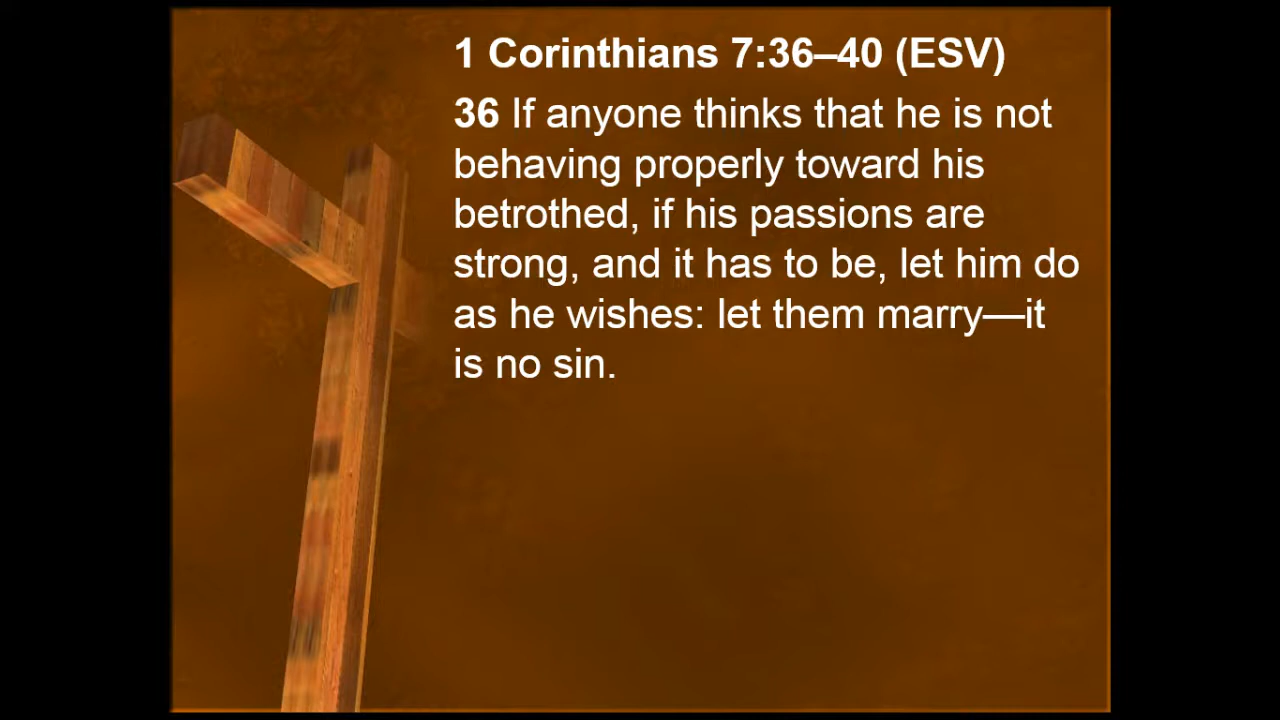 1 Corinthians 7:36–40 (ESV)
36 If anyone thinks that he is not
behaving properly toward his
betrothed, if his passions are
strong, and it has to be, let him do
as he wishes: let them marry—it
is no sin.